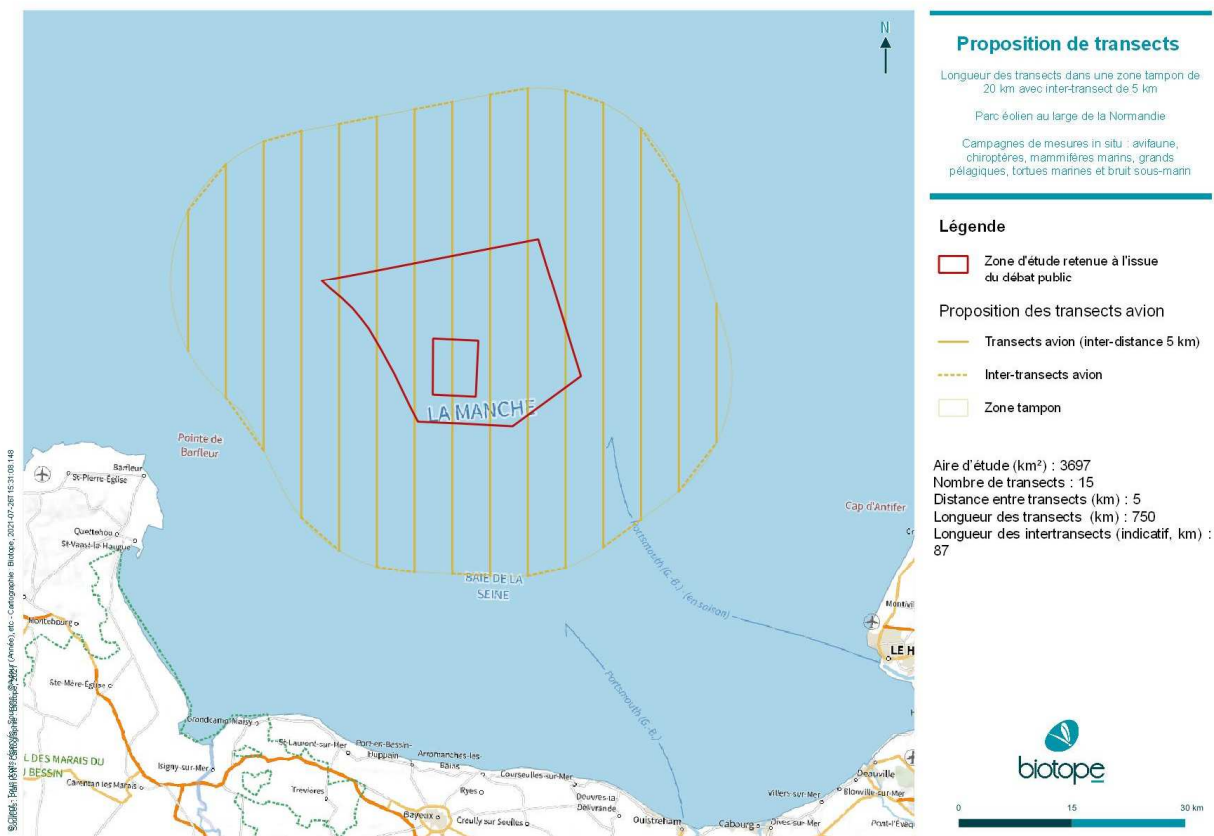 N
Pointe de
Barfleur
Barfleur
St-Pierre-Église
Quettehou
St-Vaast-la-Hougue
Montebourg
Ste-Mère-Église
Grandcamp-Maisy
L DES MARAIS DU
BESSIN
Carentan les Marais
Isigny-sur-Mer
St-Laurent-sur-Mer
Port-en-Bessin-
Huppain
Arromanches-les-
Bains
Trevieres
Ryes
Bayeux
Creully sur Seulles
Courseulles-sur-Mer
Douvres-la-
Délivrande
Ouistreham
Cabourg
Dives-sur-Mer
Villers-sur-Mer
Deauville
Blonville-sur-Mer
Pont-l'Évêq
LA MANCHE
BAIE DE LA
SEINE
Portsmouth (G.-B.) (en saison)
Portsmouth (G.-B.)
Cap d'Antifer
Montivil
LE H
Proposition de transects
Longueur des transects dans une zone tampon de
20 km avec inter-transect de 5 km
Parc éolien au large de la Normandie
Campagnes de mesures in situ : avifaune,
chiroptères, mammifères marins, grands
pélagiques, tortues marines et bruit sous-marin
Légende
Zone d'étude retenue à l'issue
du débat public
Proposition des transects avion
Transects avion (inter-distance 5 km)
Inter-transects avion
Zone tampon
Aire d'étude (km²) : 3697
Nombre de transects : 15
Distance entre transects (km) : 5
Longueur des transects (km) : 750
Longueur des intertransects (indicatif, km) :
87
biotope
0 15 30 km